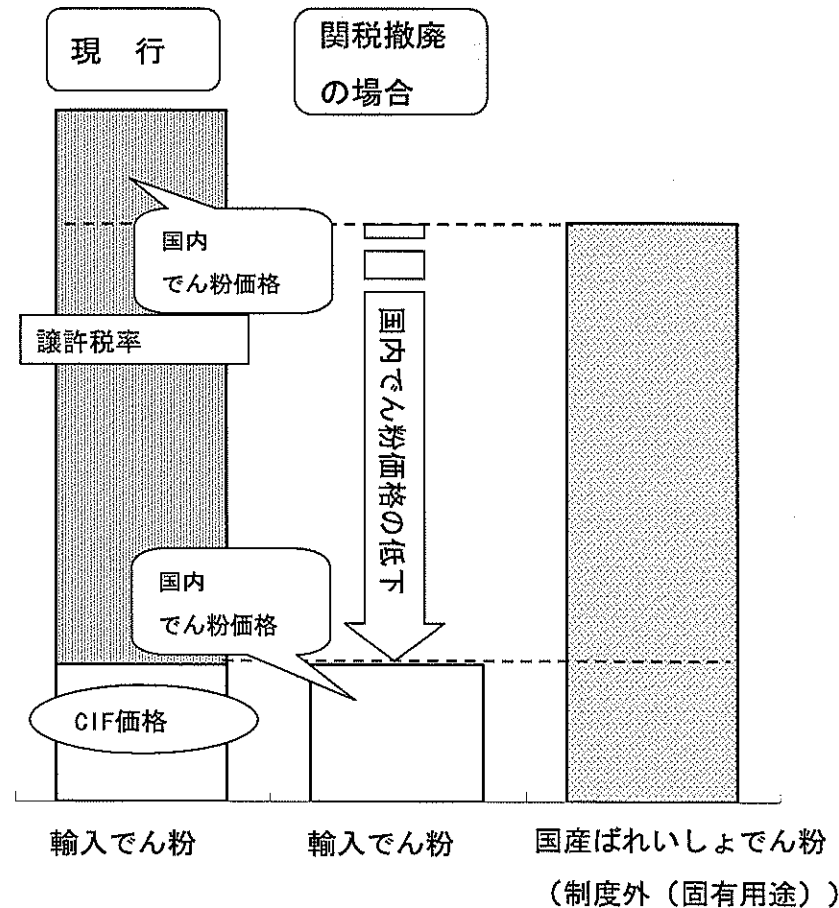 現 行
関税撤廃
の場合
国内
でん粉価格
譲許税率
国内でん粉価格の低下
国内
でん粉価格
CIF価格
輸入でん粉
輸入でん粉
国産ばれいしょでん粉
（制度外（固有用途））